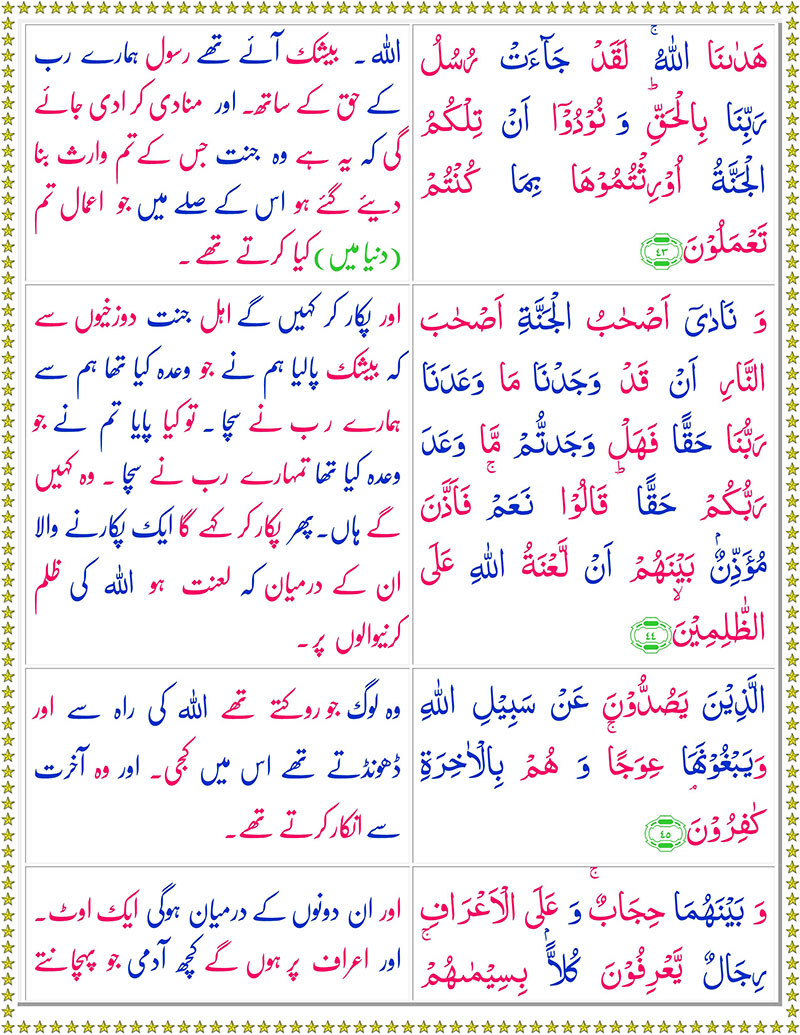 هَدٰىنَا اللّٰهُ ۚ لَقَدْ جَآءَتْ رُسُلُ
رَبِّنَا بِالْحَقِّ ؕ وَ نُوْدُوْۤا اَنْ تِلْكُمُ
الْجَنَّةُ اُوْرِثْتُمُوْهَا بِمَا كُنْتُمْ
تَعْمَلُوْنَ ﴿٤٣﴾
اللہ ۔ بیشک آئے تھے رسول ہمارے رب
کے حق کے ساتھ۔ اور منادی کرادی جائے
گی کہ یہ ہے وہ جنت جس کے تم وارث بنا
دیئے گئے ہو اس کے صلے میں جو اعمال تم
(دنیا میں) کیا کرتے تھے ۔
وَ نَادٰۤى اَصْحٰبُ الْجَنَّةِ اَصْحٰبَ
النَّارِ اَنْ قَدْ وَجَدْنَا مَا وَعَدَنَا
رَبُّنَا حَقًّا فَهَلْ وَجَدتُّمْ مَّا وَعَدَ
رَبُّكُمْ حَقًّا ؕ قَالُوْا نَعَمْ ۚ فَاَذَّنَ
مُؤَذِّنٌۢ بَيْنَهُمْ اَنْ لَّعْنَةُ اللّٰهِ عَلَى
الظّٰلِمِيْنَ ۙ﴿٤٤﴾
اور پکار کر کہیں گے اہل جنت دوزخیوں سے
کہ بیشک پالیا ہم نے جو وعدہ کیا تھا ہم سے
ہمارے رب نے سچا ۔ تو کیا پایا تم نے جو
وعدہ کیا تھا تمہارے رب نے سچا ۔ وہ کہیں
گے ہاں۔ پھر پکار کر کہے گا ایک پکارنے والا
ان کے درمیان کہ لعنت ہو اللہ کی ظلم
کرنیوالوں پر۔
الَّذِيْنَ يَصُدُّوْنَ عَنْ سَبِيْلِ اللّٰهِ
وَيَبْغُوْنَهَا عِوَجًا ۚ وَ هُمْ بِالْاٰخِرَةِ
كٰفِرُوْنَ ۘ﴿٤٥﴾
وہ لوگ جو روکتے تھے اللہ کی راہ سے اور
ڈھونڈتے تھے اس میں کجی۔ اور وہ آخرت
سے انکار کرتے تھے۔
وَ بَيْنَهُمَا حِجَابٌ ۚ وَ عَلَى الْاَعْرَافِ
رِجَالٌ يَّعْرِفُوْنَ كُلًّاۢ بِسِيْمٰىهُمْ ۚ
اور ان دونوں کے درمیان ہوگی ایک اوٹ۔
اور اعراف پر ہوں گے کچھ آدمی جو پہچانتے